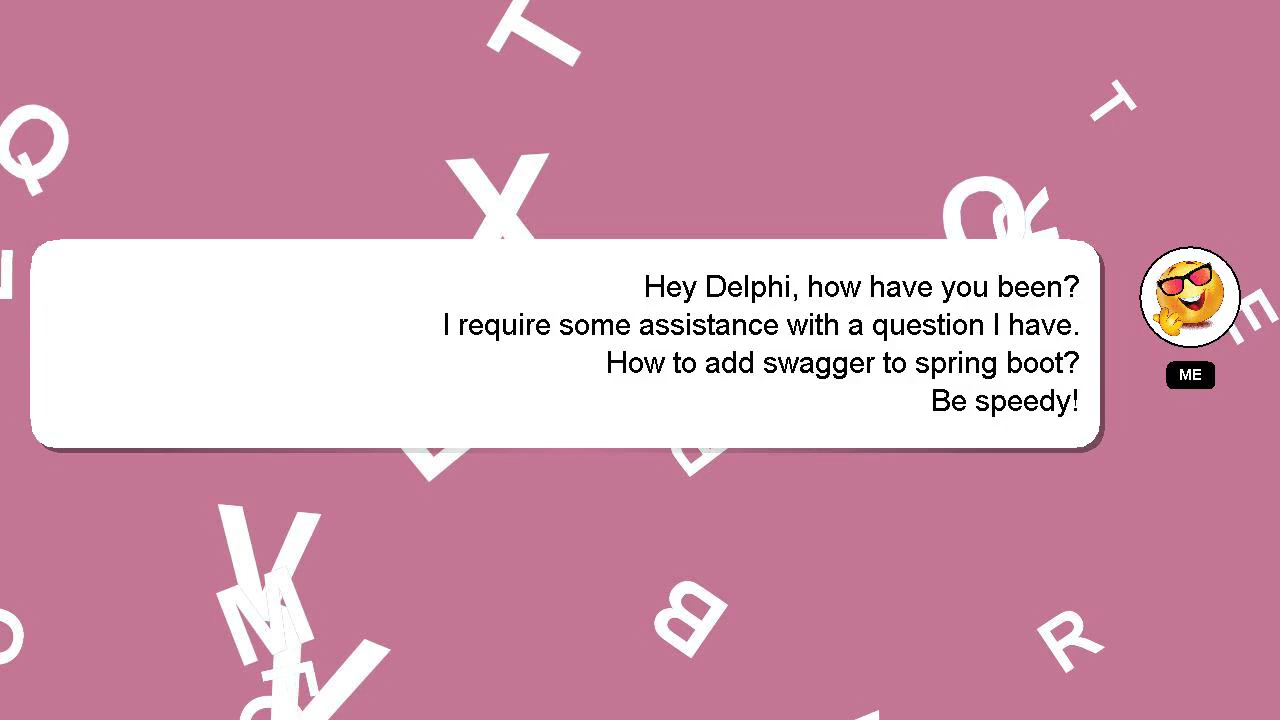 Hey Delphi, how have you been?
I require some assistance with a question I have.
How to add swagger to spring boot?
Be speedy!
ME
T
Q
T
X
Q
E
V
M
B
R
V